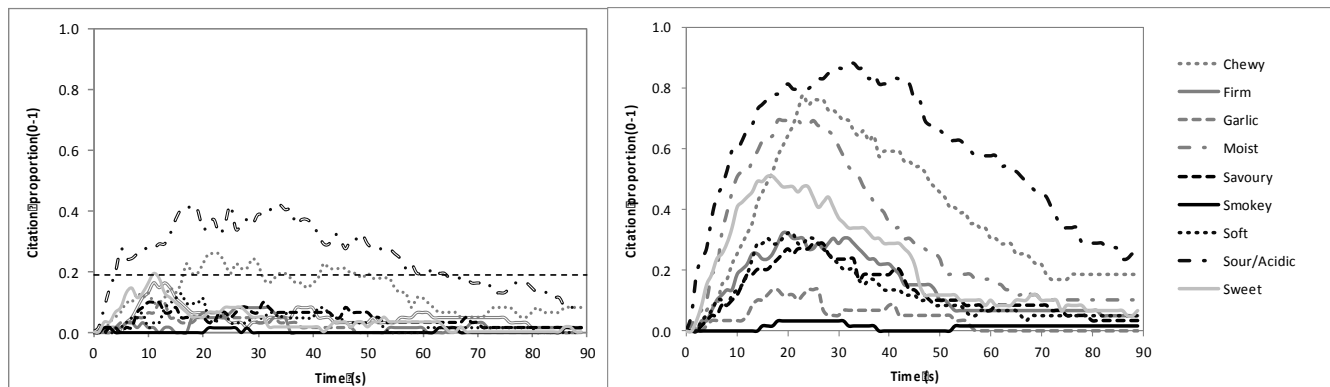 1.0
0.8
0.6
0.4
0.2
0.0
Citation proportion(0-1)
0 10 20 30 40 50 60 70 80 90
Time (s)
1.0
0.8
0.6
0.4
0.2
0.0
Citation proportion(0-1)
0 10 20 30 40 50 60 70 80 90
Time (s)
Chewy
Firm
Garlic
Moist
Savoury
Smokey
Soft
Sour/Acidic
Sweet